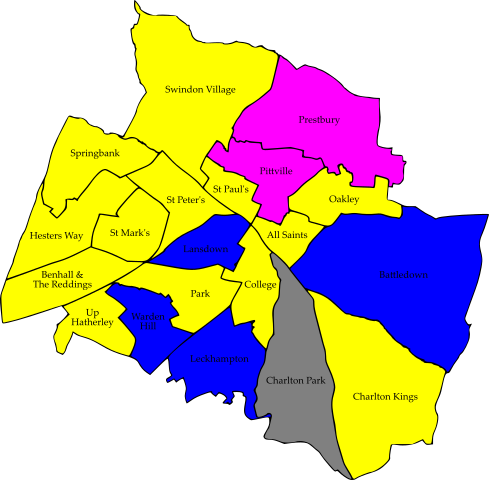 Swindon Village
Prestbury
Springbank
Pittville
St Paul's
St Peter's
Oakley
Hesters Way
St Mark's
All Saints
Lansdown
Battledown
Benhall &
The Reddings
College
Park
Up
Hatherley
Warden
Hill
Leckhampton
Charlton Park
Charlton Kings